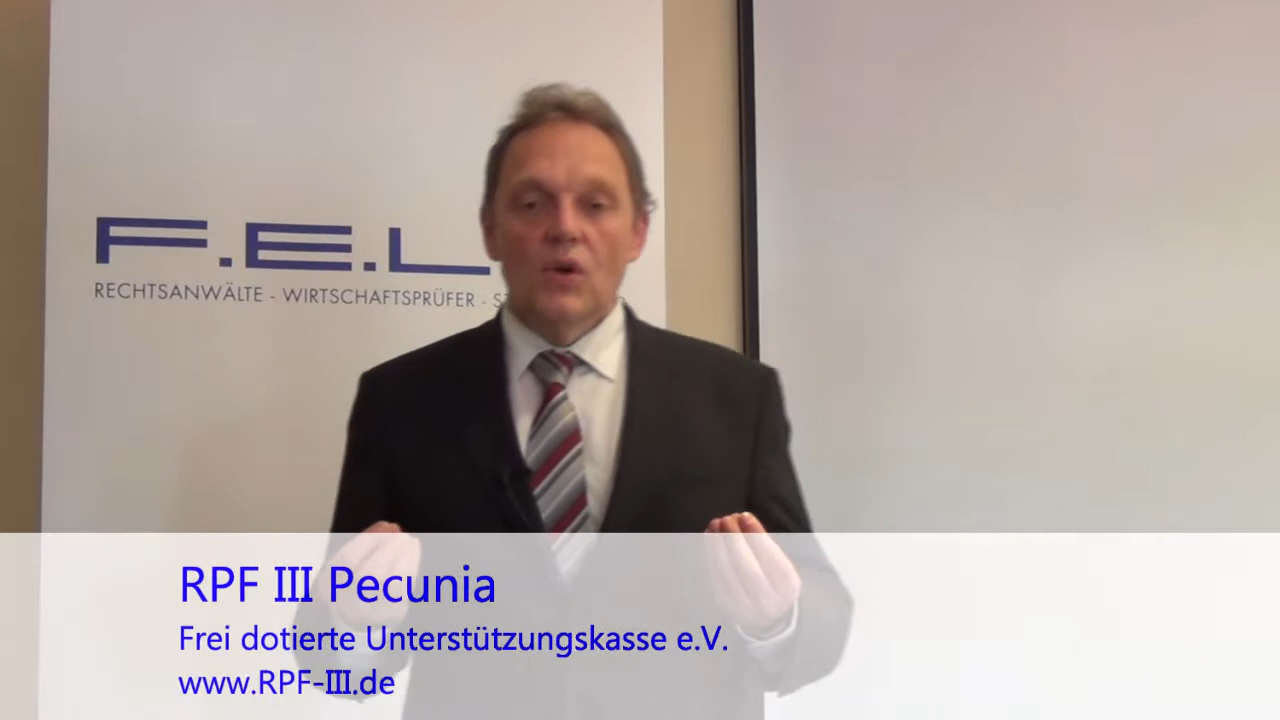 F.E.L
RECHTSANWÄLTE - WIRTSCHAFTSPRÜFER -
RPF III Pecunia
Frei dotierte Unterstützungskasse e.V.
www.RPF-III.de